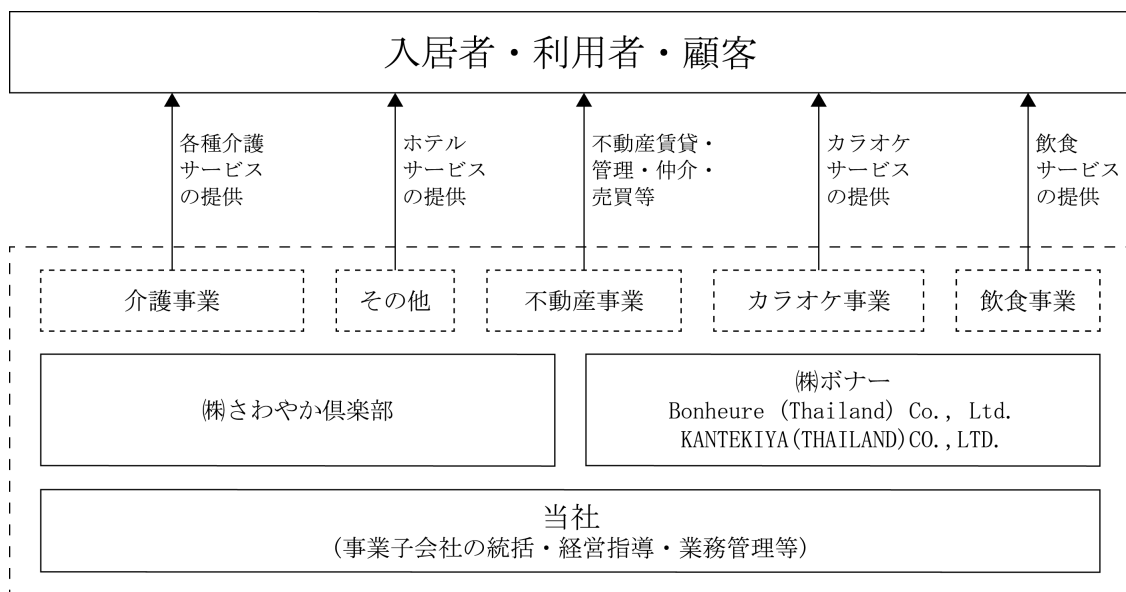 入居者・利用者・顧客
各種介護
サービス
の提供
ホテル
サービス
の提供
不動産賃貸・
管理・仲介・
売買等
カラオケ
サービス
の提供
飲食
サービス
の提供
介護事業
その他
不動産事業
カラオケ事業
飲食事業
㈱さわやか倶楽部
㈱ボナー
Bonheure (Thailand) Co., Ltd.
KANTEKIYA(THAILAND)CO.,LTD.
当社
(事業子会社の統括・経営指導・業務管理等)